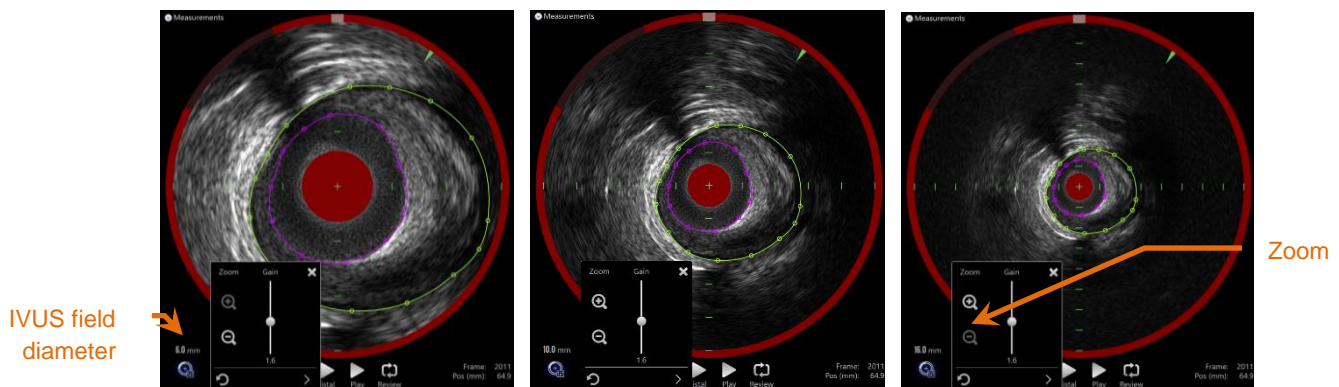 Measurements
Zoom Gain
1.6
6.0 mm
Play Review
Frame: 2011
Pos (mm): 64.9
Measurements
Zoom Gain
1.6
10.0 mm
istal Play Review
Frame: 2011
Pos (mm): 64.9
Measurements
Zoom Gain
1.6
16.0 mm
istal Play Review
Frame: 2011
Pos (mm): 64.9
IVUS field
diameter
Zoom